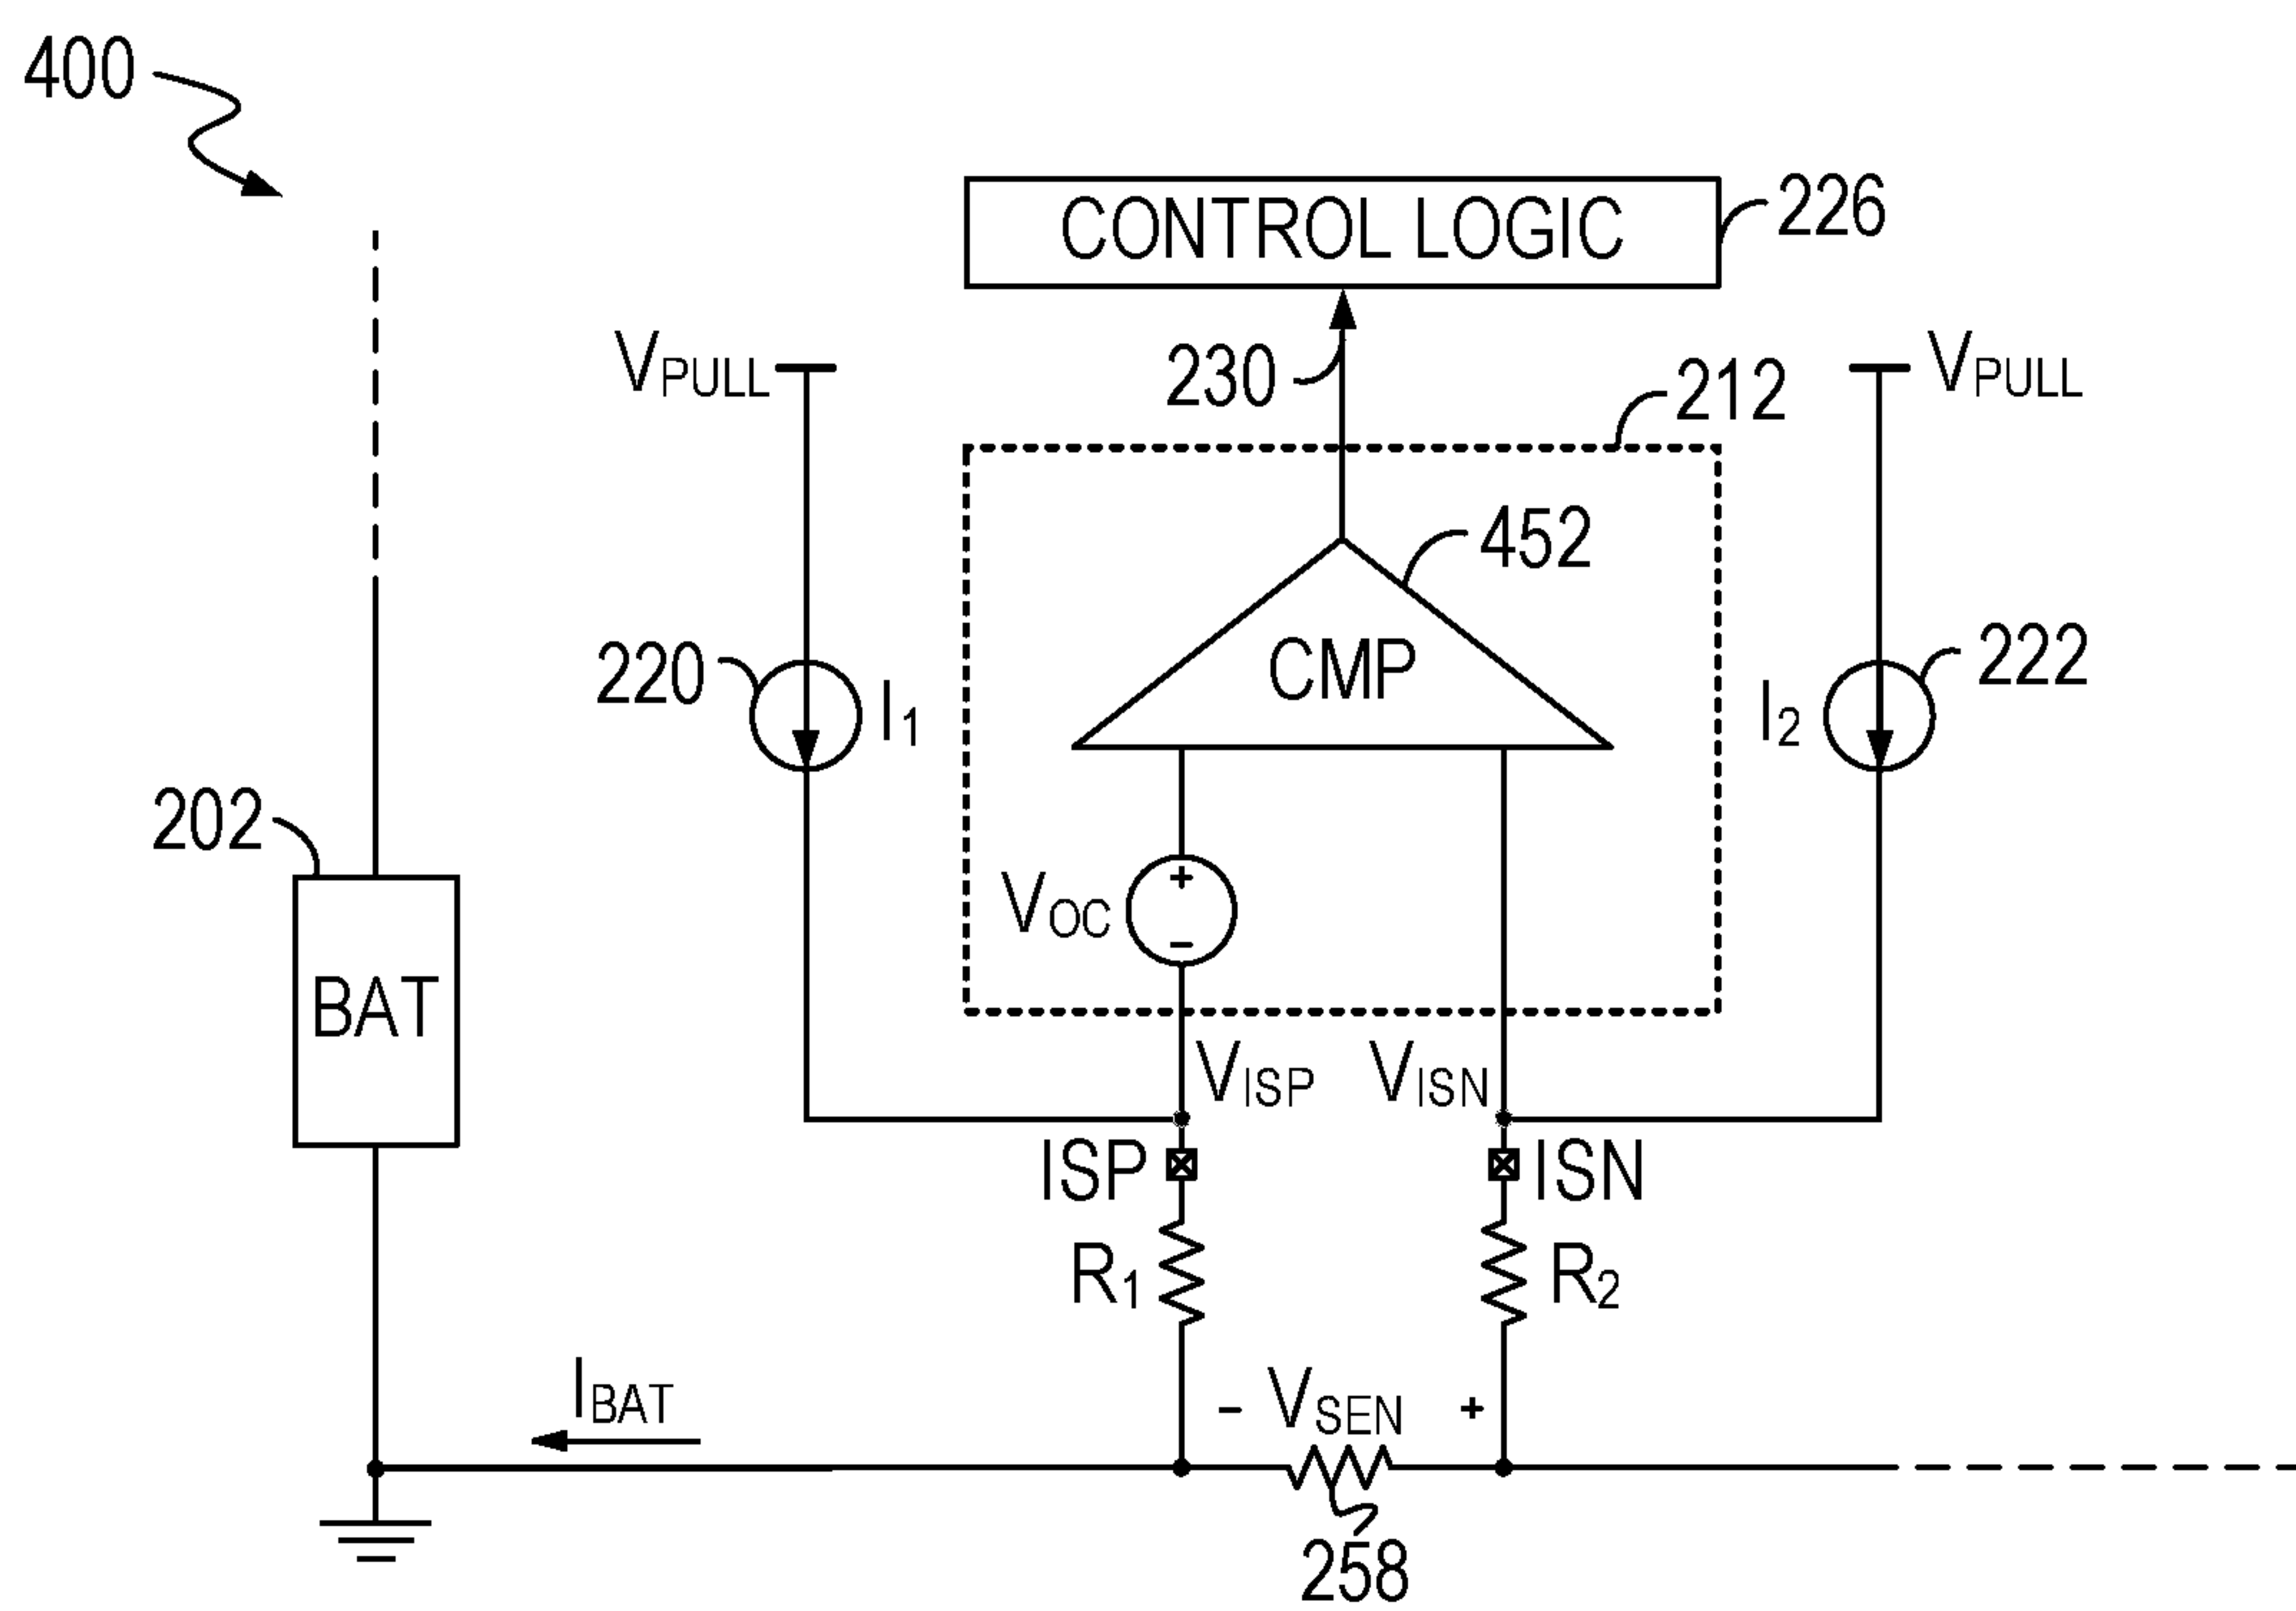 400
CONTROL LOGIC
226
VPULL
230
212
VPULL
452
CMP
220
I1
I2
222
202
VOC
+
-
BAT
VISP
VISN
ISP
ISN
R1
R2
IBAT
- VSEN +
258